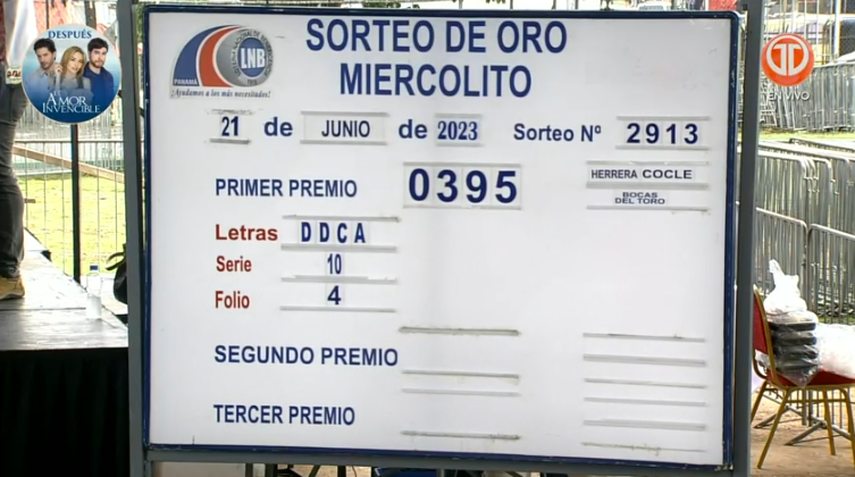 DESPUÉS
EL AMOR
INVENCIBLE
LNB
PANAMÁ
¡Ayudamos a los más necesitados!
SORTEO DE ORO
MIERCOLITO
EN VIVO
21 de JUNIO de 2023 Sorteo Nº 2913
PRIMER PREMIO 0395 HERRERA COCLE
BOCAS
DEL TORO
Letras DDCA
Serie 10
Folio 4
SEGUNDO PREMIO
TERCER PREMIO